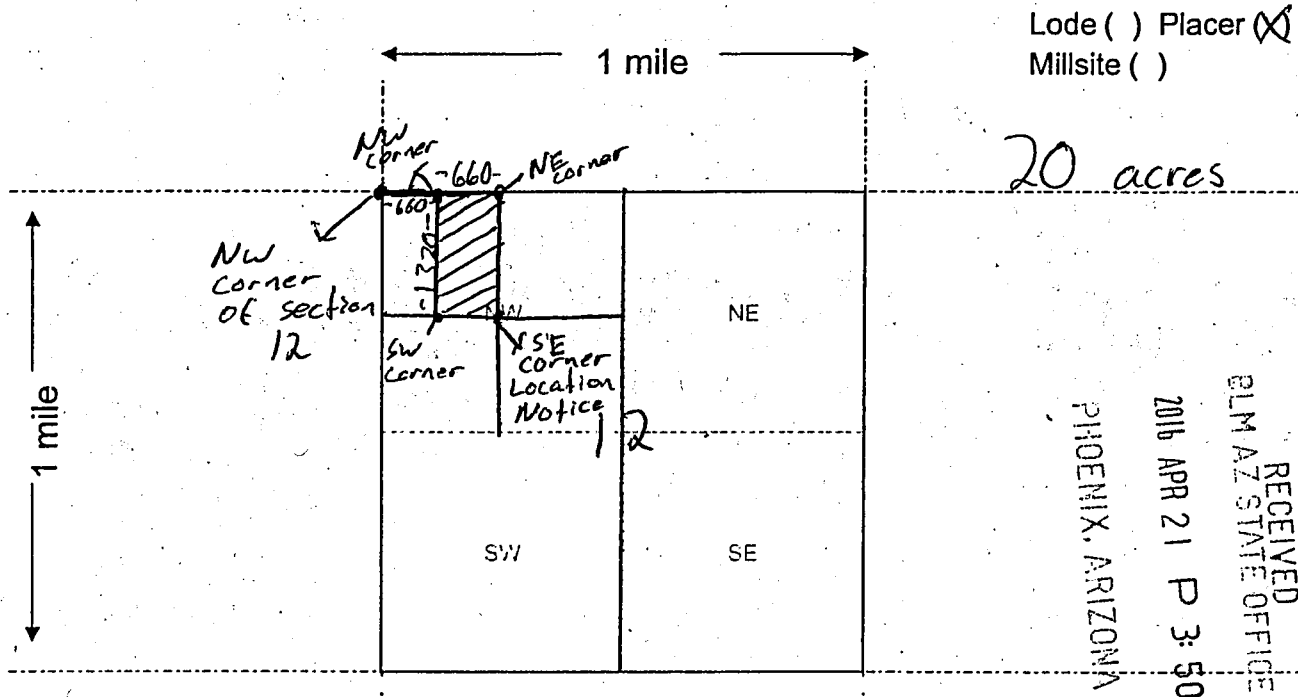 Lode ( ) Placer (X)
Millsite ( )
1 mile
20 acres
NW
corner
-660-
NE
corner
-660-
-1320-
NW
corner
of section
12
SW
corner
SE
corner
Location
Notice
NW
NE
12
SW
SE
1 mile
RECEIVED
BLM AZ STATE OFFICE
2016 APR 21 P 3:50
PHOENIX, ARIZONA